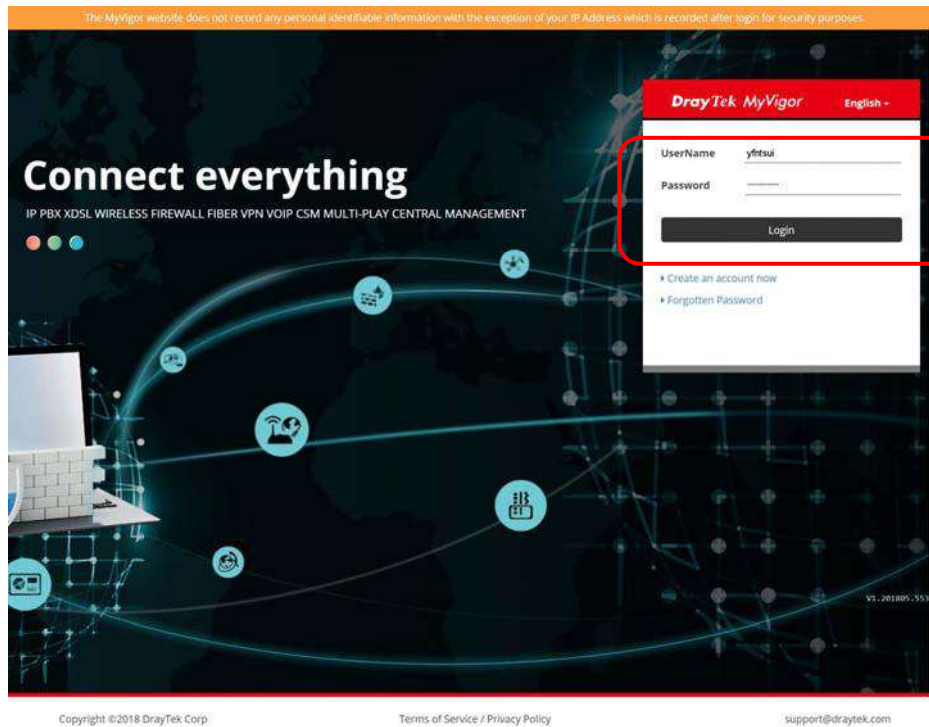 The MyVigor website does not record any personal identifiable information with the exception of your IP Address which is recorded after login for security purposes.
DrayTek MyVigor English
UserName
Password
Login
Create an account now
Forgotten Password
Connect everything
IP PBX XDSL WIRELESS FIREWALL FIBER VPN VOIP CSM MULTI-PLAY CENTRAL MANAGEMENT
V1.201805.553
Copyright ©2018 DrayTek Corp Terms of Service / Privacy Policy support@draytek.com